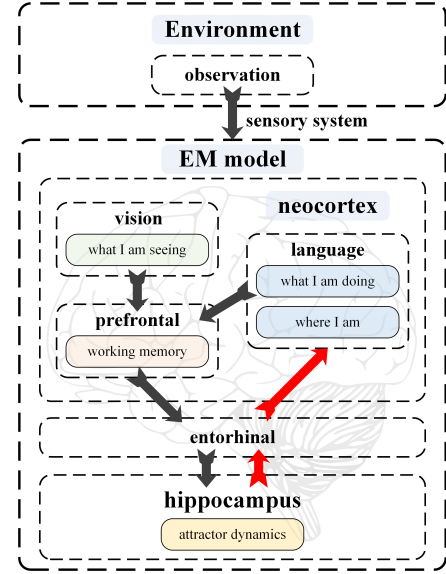 Environment
observation
sensory system
EM model
neocortex
vision
what I am seeing
language
what I am doing
where I am
prefrontal
working memory
entorhinal
hippocampus
attractor dynamics